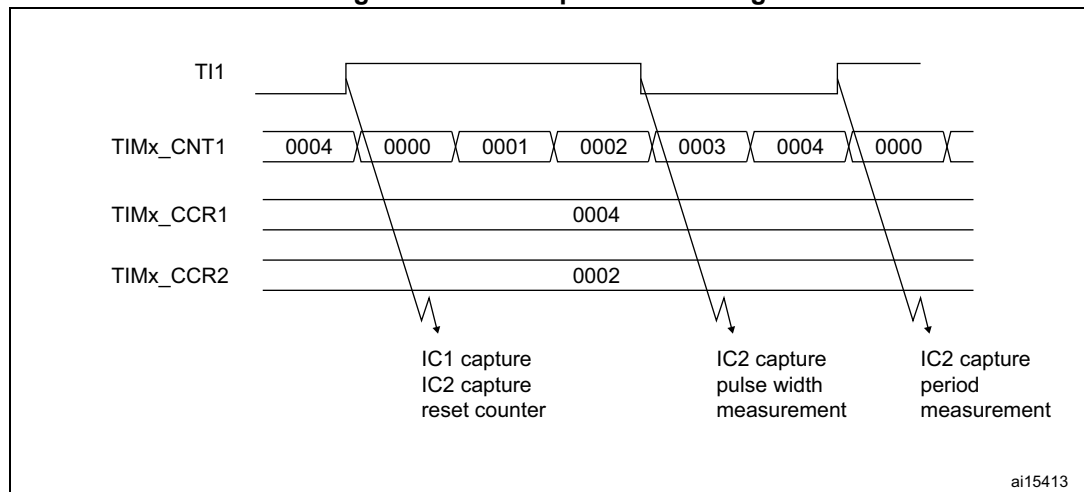 TI1
TIMx_CNT1 0004 0000 0001 0002 0003 0004 0000
TIMx_CCR1 0004
TIMx_CCR2 0002
IC1 capture
IC2 capture
reset counter
IC2 capture
pulse width
measurement
IC2 capture
period
measurement
ai15413